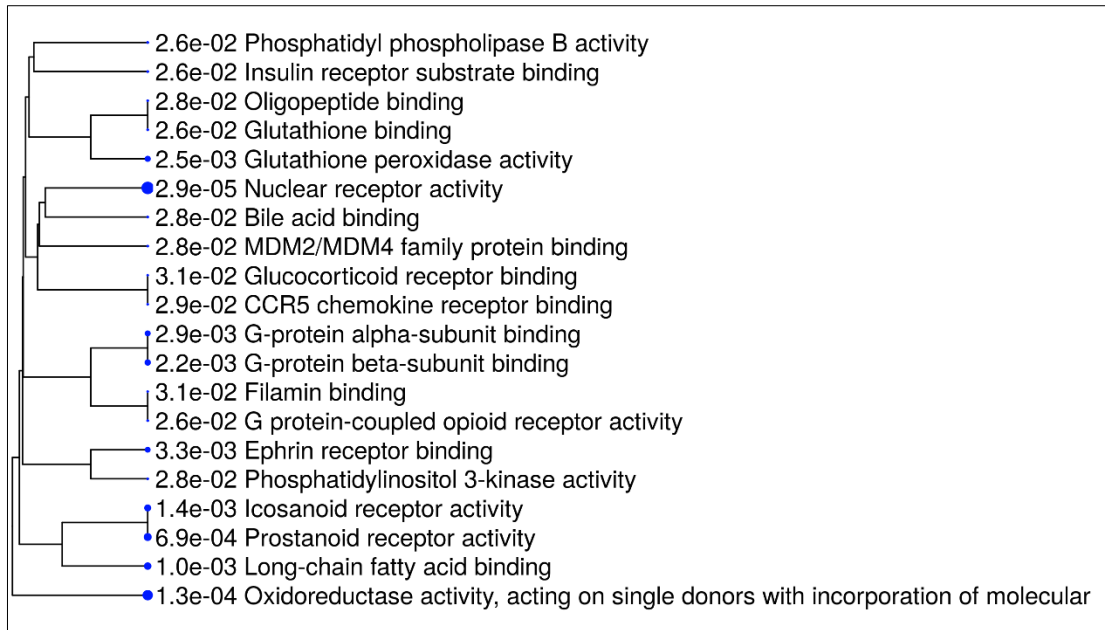 2.6e-02 Phosphatidyl phospholipase B activity
2.6e-02 Insulin receptor substrate binding
2.8e-02 Oligopeptide binding
2.6e-02 Glutathione binding
2.5e-03 Glutathione peroxidase activity
2.9e-05 Nuclear receptor activity
2.8e-02 Bile acid binding
2.8e-02 MDM2/MDM4 family protein binding
3.1e-02 Glucocorticoid receptor binding
2.9e-02 CCR5 chemokine receptor binding
2.9e-03 G-protein alpha-subunit binding
2.2e-03 G-protein beta-subunit binding
3.1e-02 Filamin binding
2.6e-02 G protein-coupled opioid receptor activity
3.3e-03 Ephrin receptor binding
2.8e-02 Phosphatidylinositol 3-kinase activity
1.4e-03 Icosanoid receptor activity
6.9e-04 Prostanoid receptor activity
1.0e-03 Long-chain fatty acid binding
1.3e-04 Oxidoreductase activity, acting on single donors with incorporation of molecular